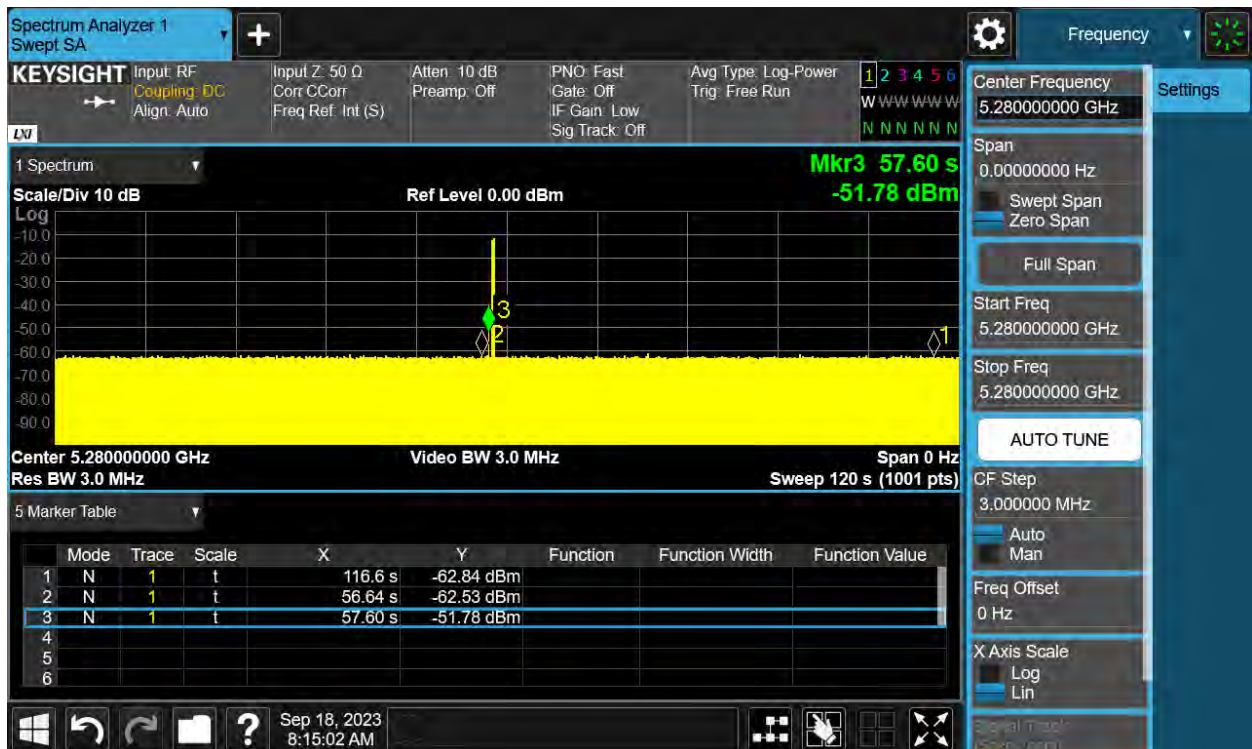 Spectrum Analyzer 1
Swept SA
+
Frequency
KEYSIGHT
LXI
Input: RF
Coupling: DC
Align: Auto
Input Z: 50 Ω
Corr CCorr
Freq Ref: Int (S)
Atten: 10 dB
Preamp: Off
PNO: Fast
Gate: Off
IF Gain: Low
Sig Track: Off
Avg Type: Log-Power
Trig: Free Run
1 2 3 4 5 6
W W W W W W
N N N N N N
1 Spectrum
Mkr3 57.60 s
-51.78 dBm
Scale/Div 10 dB
Ref Level 0.00 dBm
Log
-10.0
-20.0
-30.0
-40.0
-50.0
-60.0
-70.0
-80.0
-90.0
3
2
1
Center 5.280000000 GHz
Video BW 3.0 MHz
Span 0 Hz
Res BW 3.0 MHz
Sweep 120 s (1001 pts)
5 Marker Table
Mode Trace Scale X Y Function Function Width Function Value
1 N 1 t 116.6 s -62.84 dBm
2 N 1 t 56.64 s -62.53 dBm
3 N 1 t 57.60 s -51.78 dBm
4
5
6
?
Sep 18, 2023
8:15:02 AM
Center Frequency
5.280000000 GHz
Settings
Span
0.00000000 Hz
Swept Span
Zero Span
Full Span
Start Freq
5.280000000 GHz
Stop Freq
5.280000000 GHz
AUTO TUNE
CF Step
3.000000 MHz
Auto
Man
Freq Offset
0 Hz
X Axis Scale
Log
Lin
Signal Track